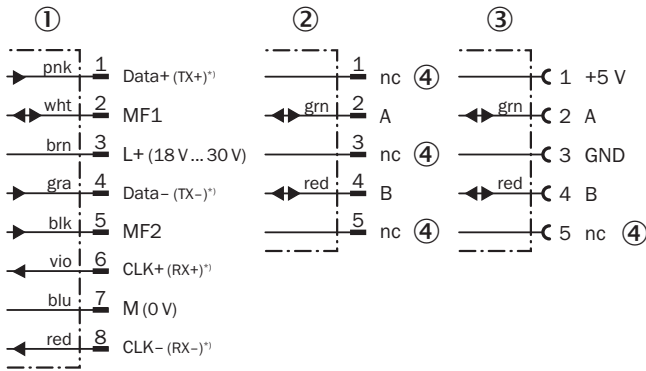 ① ② ③
pnk 1 Data+ (TX+)*)
wht 2 MF1
brn 3 L+ (18 V ... 30 V)
gra 4 Data– (TX–)*)
blk 5 MF2
vio 6 CLK+ (RX+)*)
blu 7 M (0 V)
red 8 CLK– (RX–)*)
1 nc ④
grn 2 A
3 nc ④
red 4 B
5 nc ④
1 +5 V
grn 2 A
3 GND
red 4 B
5 nc ④